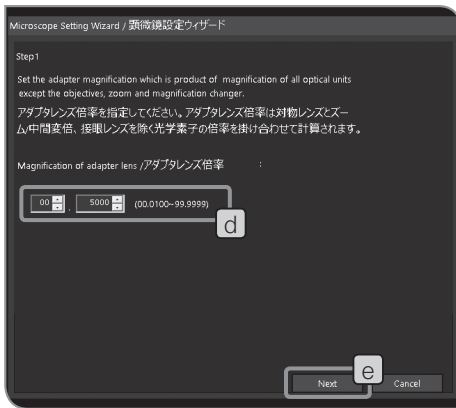 Microscope Setting Wizard / 顕微鏡設定ウィザード
Step1
Set the adapter magnification which is product of magnification of all optical units
except the objectives, zoom and magnification changer.
アダプタレンズ倍率を指定してください。アダプタレンズ倍率は対物レンズとズー
ム/中間変倍、接眼レンズを除く光学素子の倍率を掛け合わせて計算されます。
Magnification of adapter lens /アダプタレンズ倍率 :
00 . 5000 (00.0100~99.9999)
d
e
Next Cancel